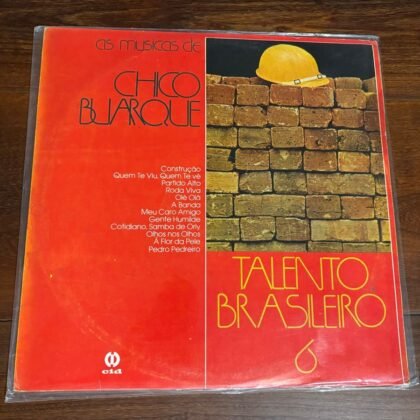 as musicas de
CHICO
BUARQUE
Construção
Quem Te Viu, Quem Te vê
Partido Alto
Roda Viva
Olê Olá
A Banda
Meu Caro Amigo
Gente Humilde
Cotidiano, Samba de Orly
Olhos nos Olhos
A Flor da Pele
Pedro Pedreiro
TALENTO
BRASILEIRO
6
cid